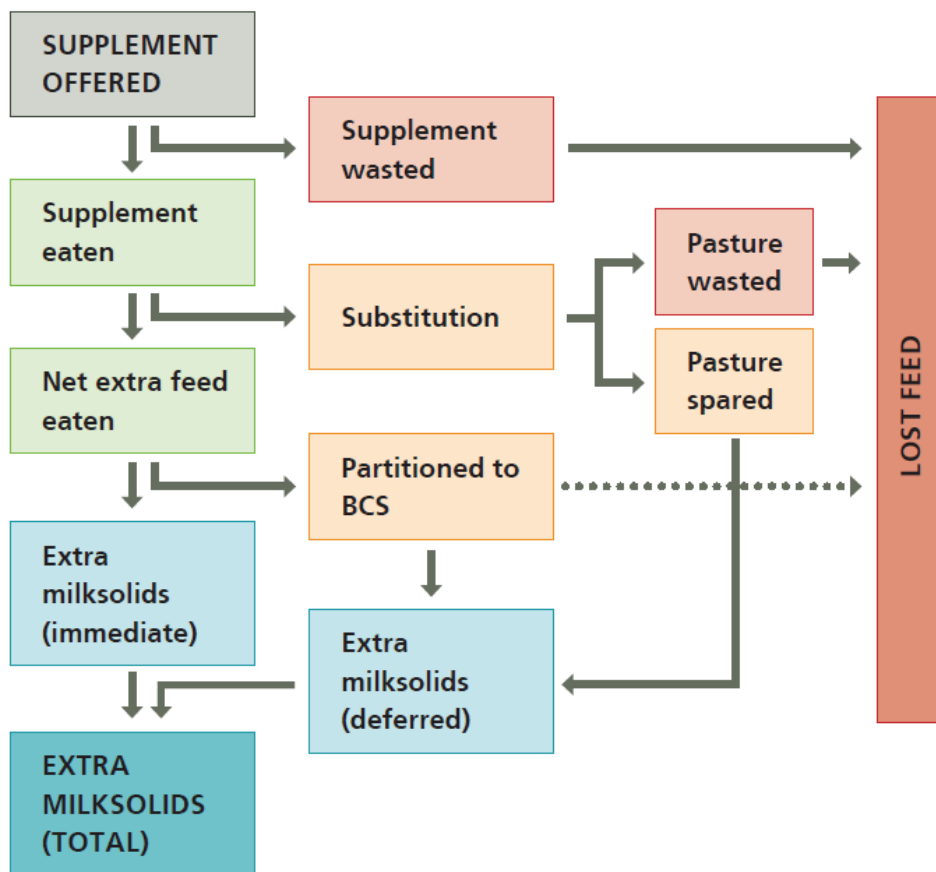 SUPPLEMENT
OFFERED
Supplement
wasted
Supplement
eaten
Pasture
wasted
Substitution
Pasture
spared
Net extra feed
eaten
Partitioned to
BCS
Extra
milksolids
(immediate)
Extra
milksolids
(deferred)
EXTRA
MILKSOLIDS
(TOTAL)
LOST FEED